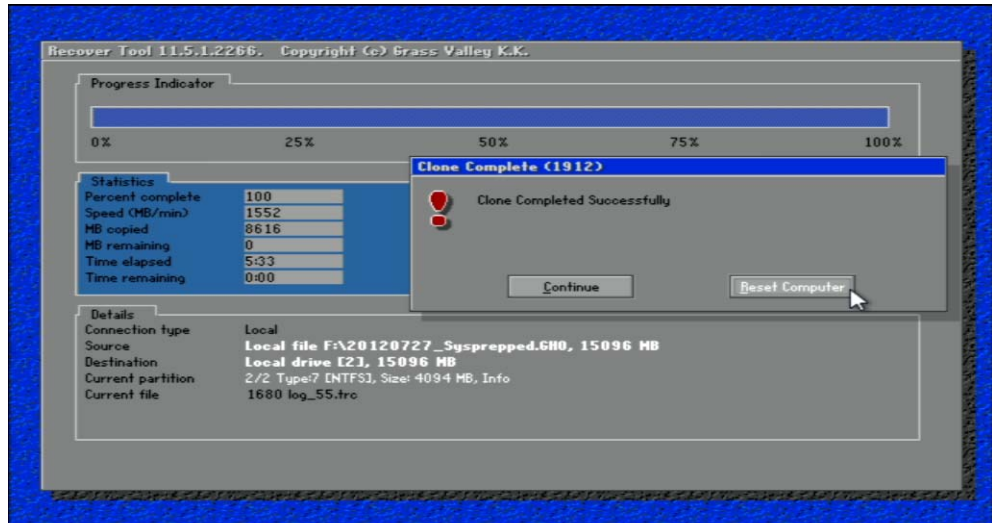 Recover Tool 11.5.1.2266. Copyright (c) Grass Valley K.K.
Progress Indicator
0% 25% 50% 75% 100%
Clone Complete (1912)
Clone Completed Successfully
Continue Reset Computer
Statistics
Percent complete 100
Speed (MB/min) 1552
MB copied 8616
MB remaining 0
Time elapsed 5:33
Time remaining 0:00
Details
Connection type Local
Source Local file F:\20120727_Sysprepped.GHO, 15096 MB
Destination Local drive [2], 15096 MB
Current partition 2/2 Type:7 [NTFS], Size: 4094 MB, Info
Current file 1680 log_55.trc